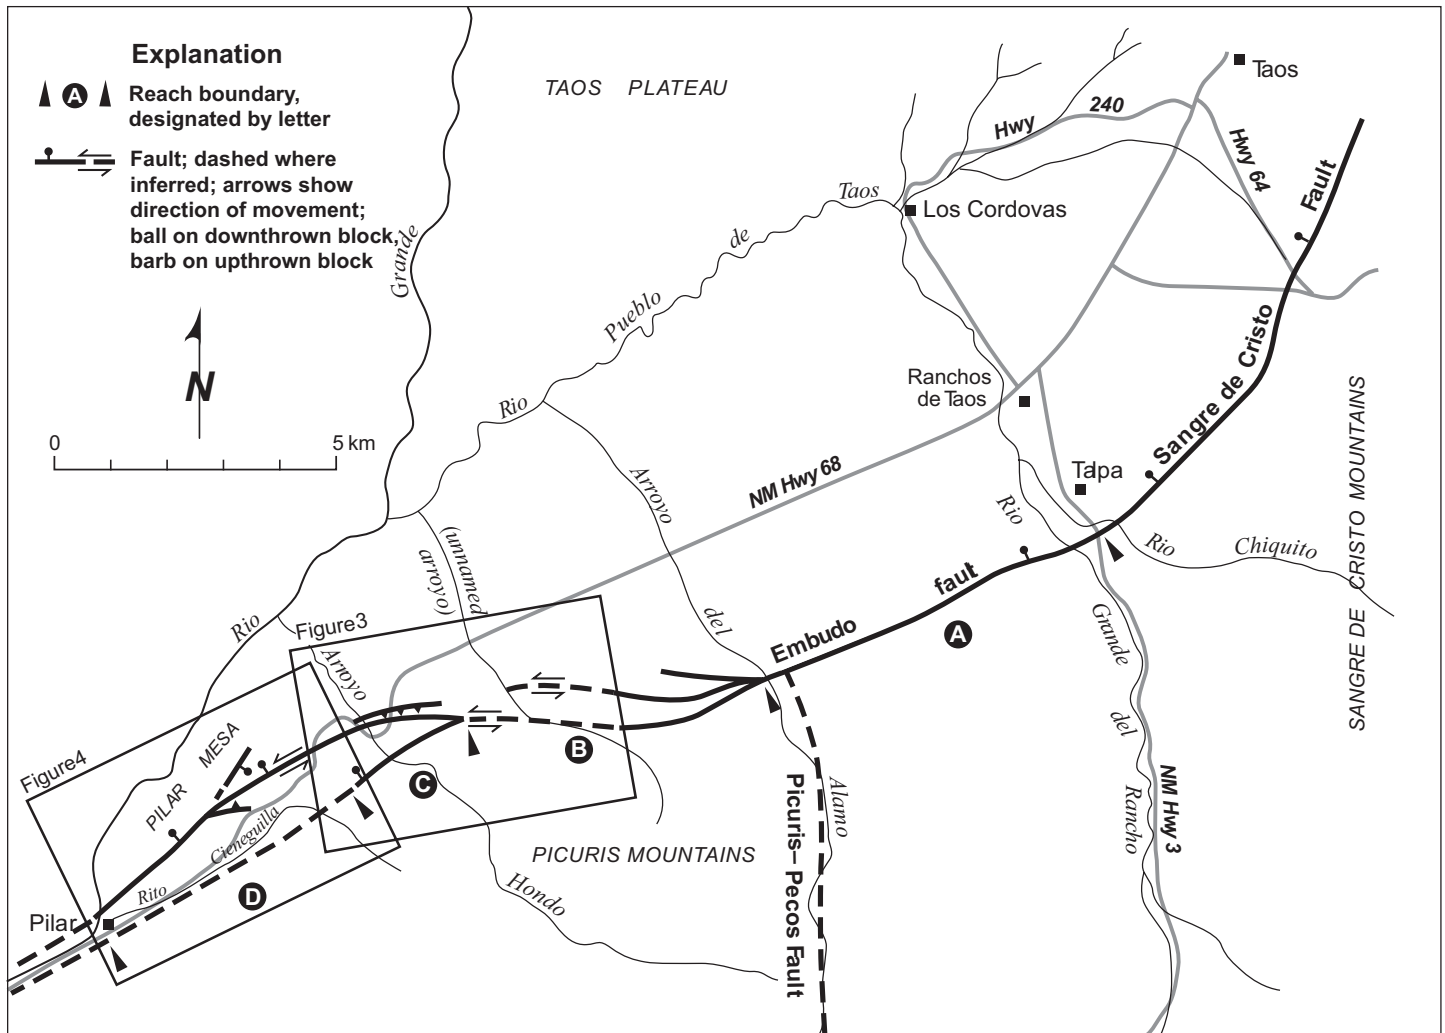 Explanation
A
Reach boundary,
designated by letter
Fault; dashed where
inferred; arrows show
direction of movement;
ball on downthrown block,
barb on upthrown block
N
0 5 km
TAOS PLATEAU
Taos
Hwy 240
Hwy 64
Fault
Sangre de Cristo
Los Cordovas
Rio Pueblo de Taos
Rio Grande
Ranchos
de Taos
Talpa
NM Hwy 68
Arroyo del Alamo
(unnamed
arroyo)
Rio Chiquito
SANGRE DE CRISTO MOUNTAINS
Rio Grande del Rancho
NM Hwy 3
Embudo faut
A
Figure3
Arroyo Hondo
Figure4
PILAR MESA
B
C
D
Rito Cieneguilla
PICURIS MOUNTAINS
Picuris–Pecos Fault
Pilar